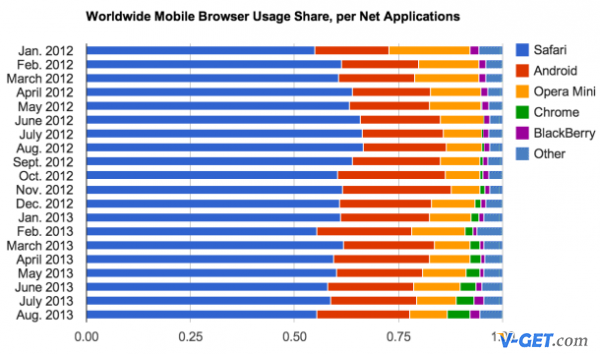 Worldwide Mobile Browser Usage Share, per Net Applications
Jan. 2012
Feb. 2012
March 2012
April 2012
May 2012
June 2012
July 2012
Aug. 2012
Sept. 2012
Oct. 2012
Nov. 2012
Dec. 2012
Jan. 2013
Feb. 2013
March 2013
April 2013
May 2013
June 2013
July 2013
Aug. 2013
0.00 0.25 0.50 0.75 1.00
Safari
Android
Opera Mini
Chrome
BlackBerry
Other
V-GET.com